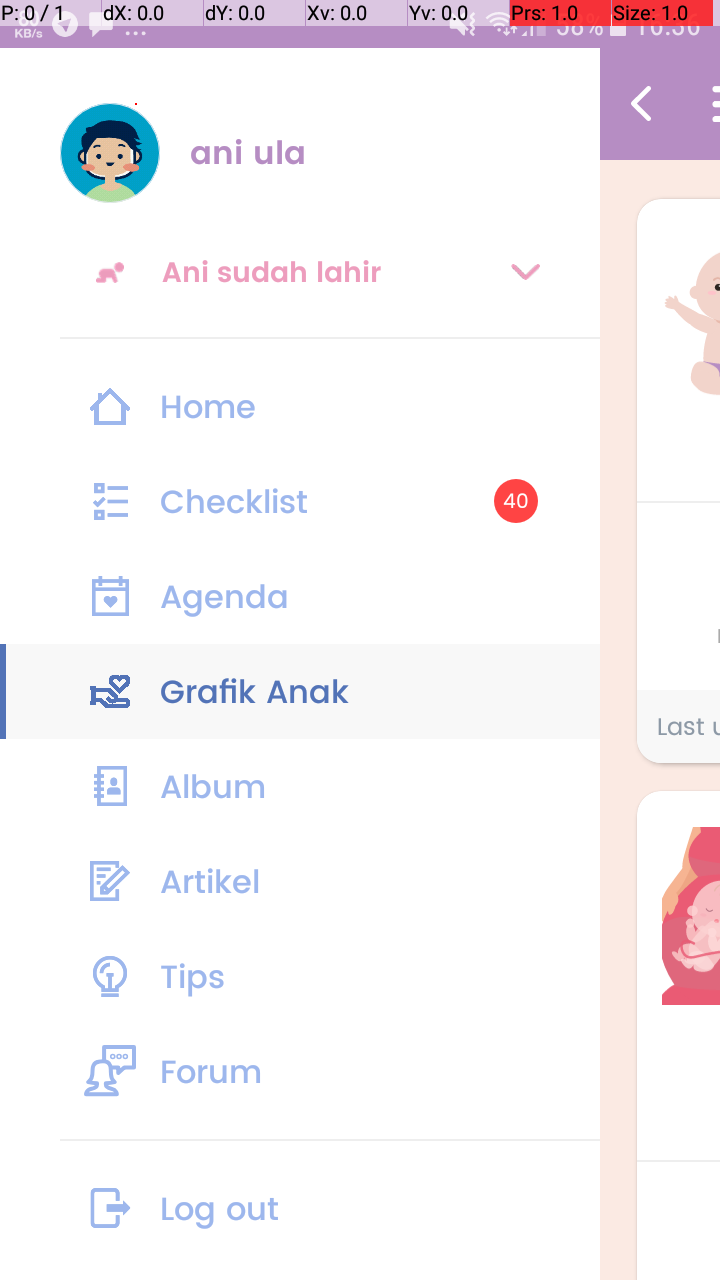 P: 0 / 1 dX: 0.0 dY: 0.0 Xv: 0.0 Yv: 0.0 Prs: 1.0 Size: 1.0
KB/s
ani ula
Ani sudah lahir
Home
Checklist 40
Agenda
Grafik Anak
Album
Artikel
Tips
Forum
Log out
Last